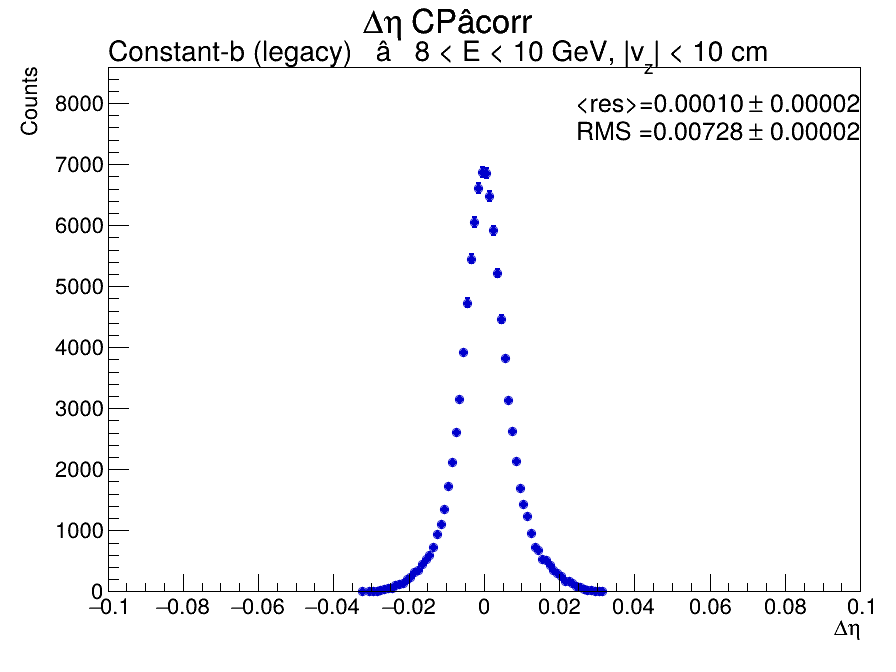 Δη CPâcorr
Constant-b (legacy) â 8 < E < 10 GeV, |v_z| < 10 cm
Counts
<res>=0.00010 ± 0.00002
RMS =0.00728 ± 0.00002
8000
7000
6000
5000
4000
3000
2000
1000
0
−0.1 −0.08 −0.06 −0.04 −0.02 0 0.02 0.04 0.06 0.08 0.1
Δη